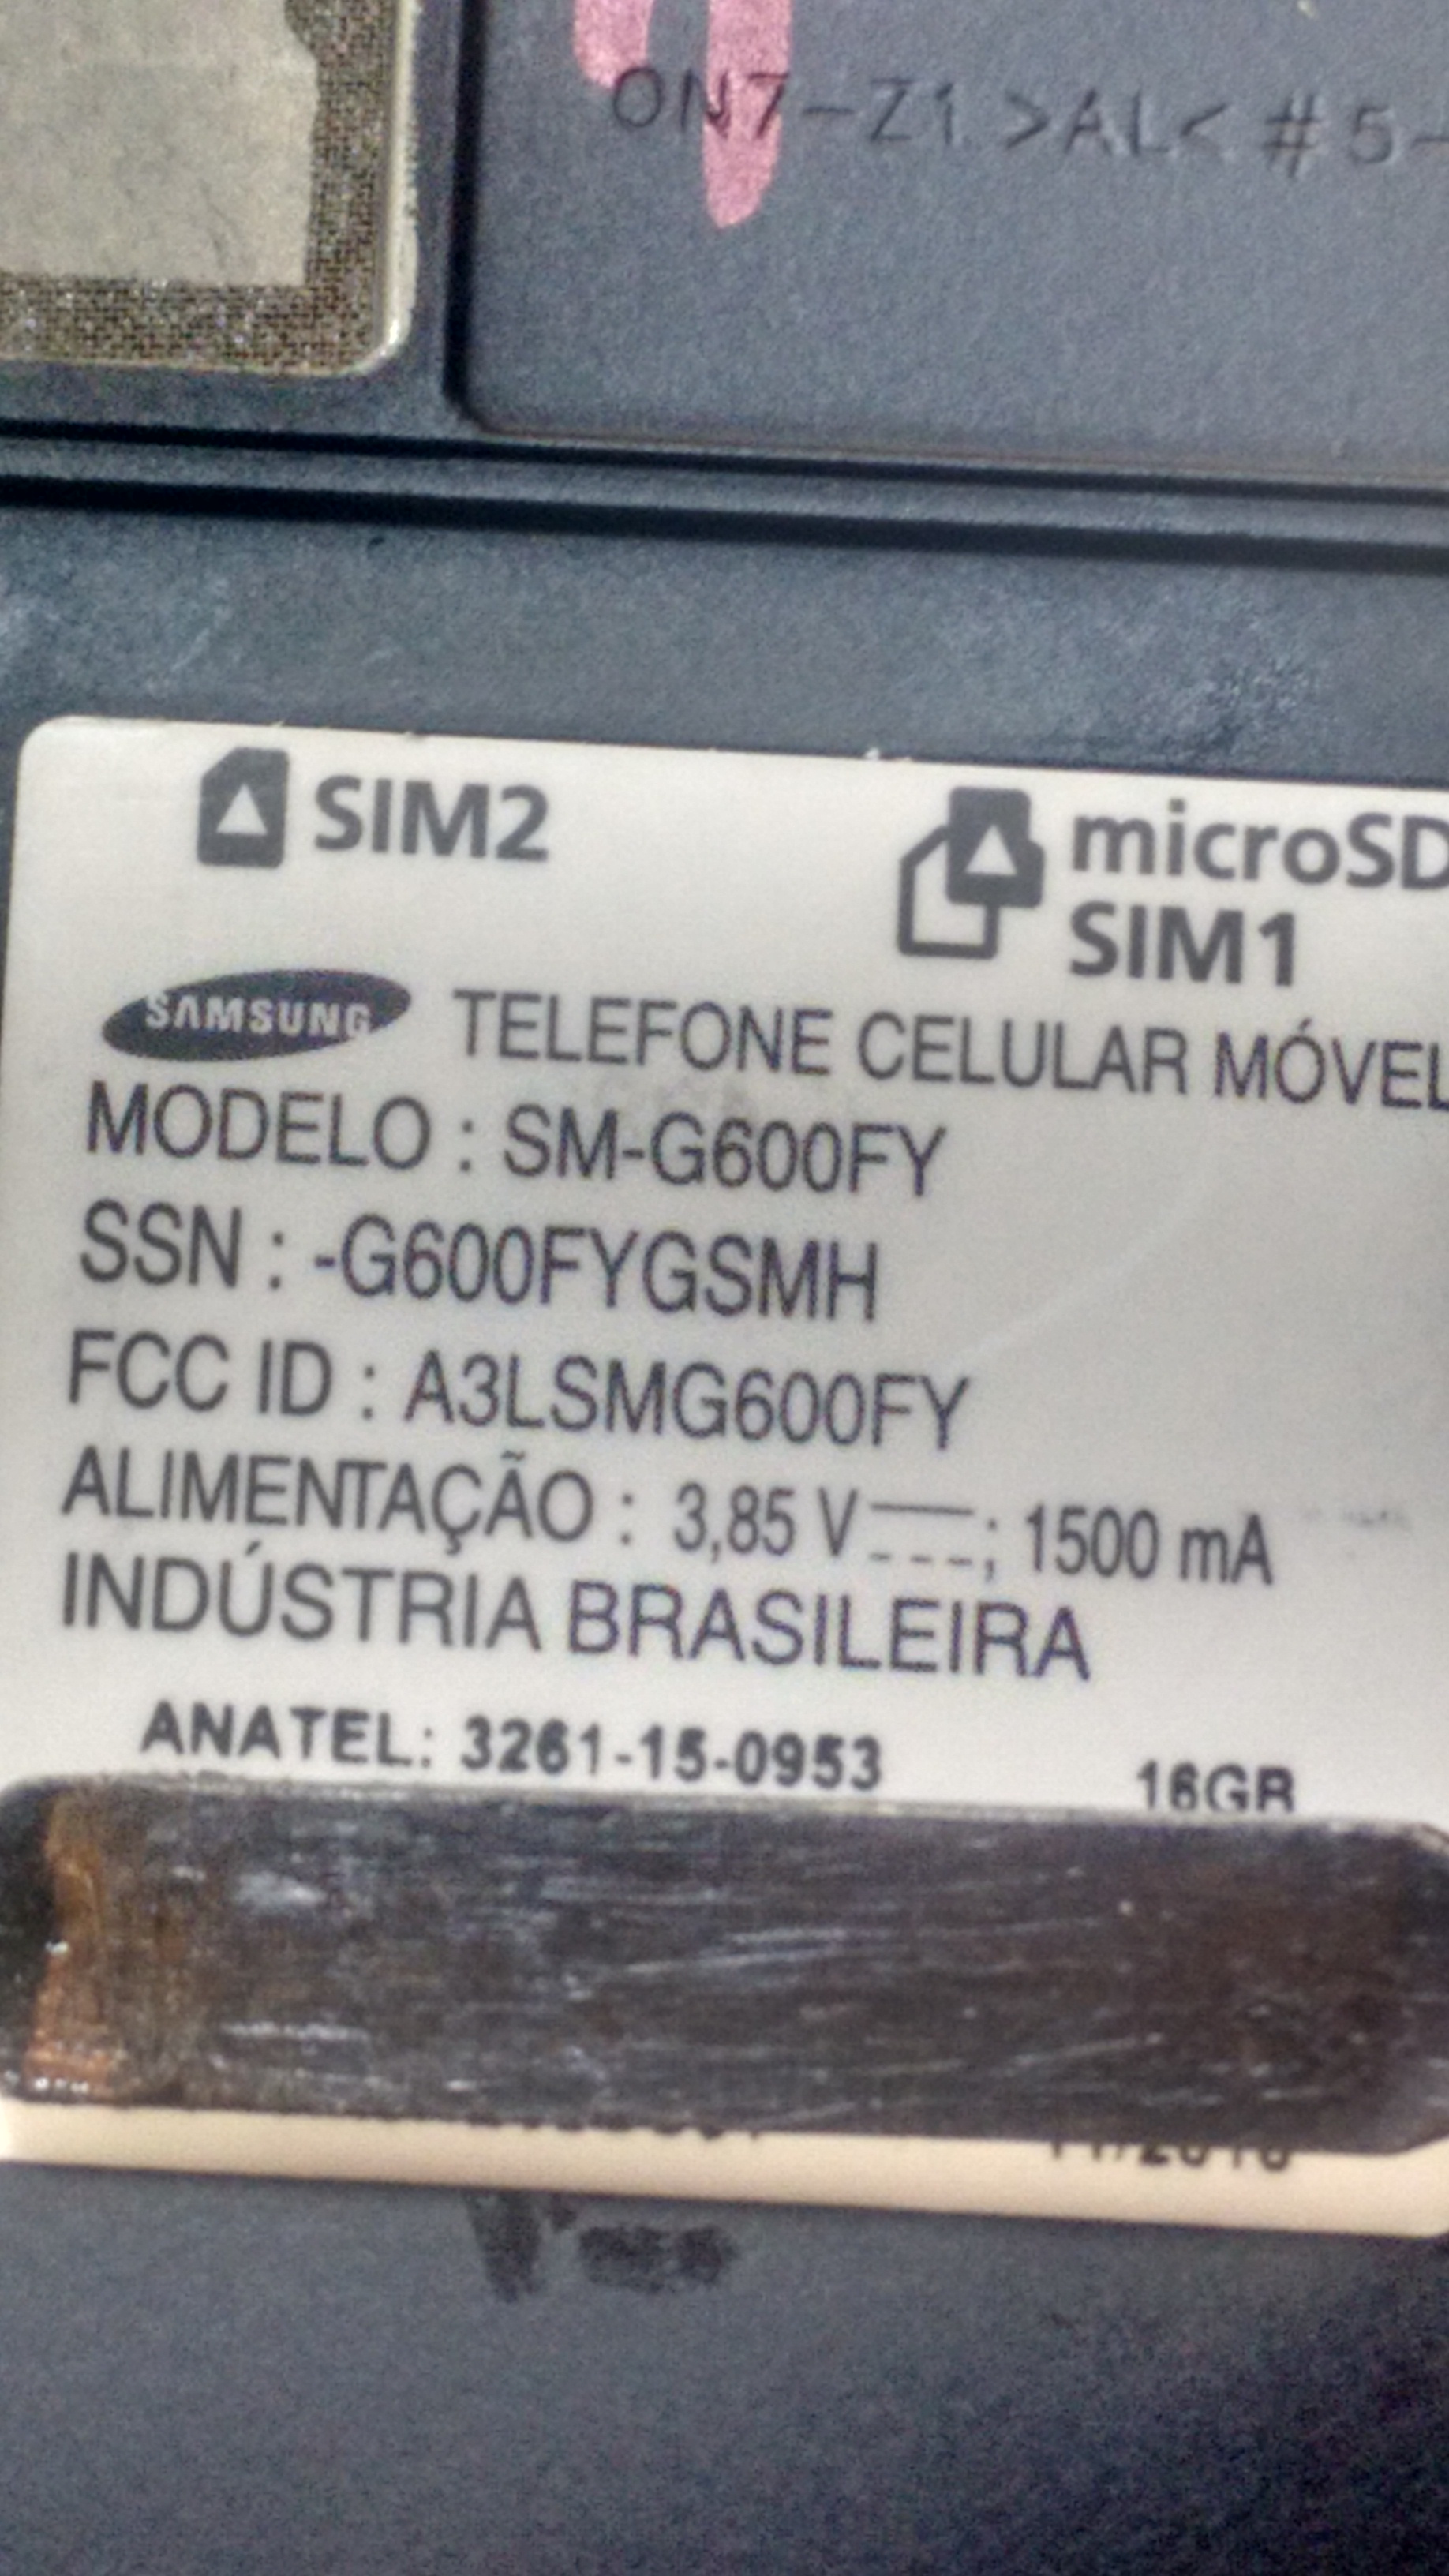 ON7-Z1 >AL< #5-
SIM2
microSD
SIM1
SAMSUNG TELEFONE CELULAR MÓVEL
MODELO : SM-G600FY
SSN : -G600FYGSMH
FCC ID : A3LSMG600FY
ALIMENTAÇÃO : 3,85 V ; 1500 mA
INDÚSTRIA BRASILEIRA
ANATEL: 3261-15-0953 16GB